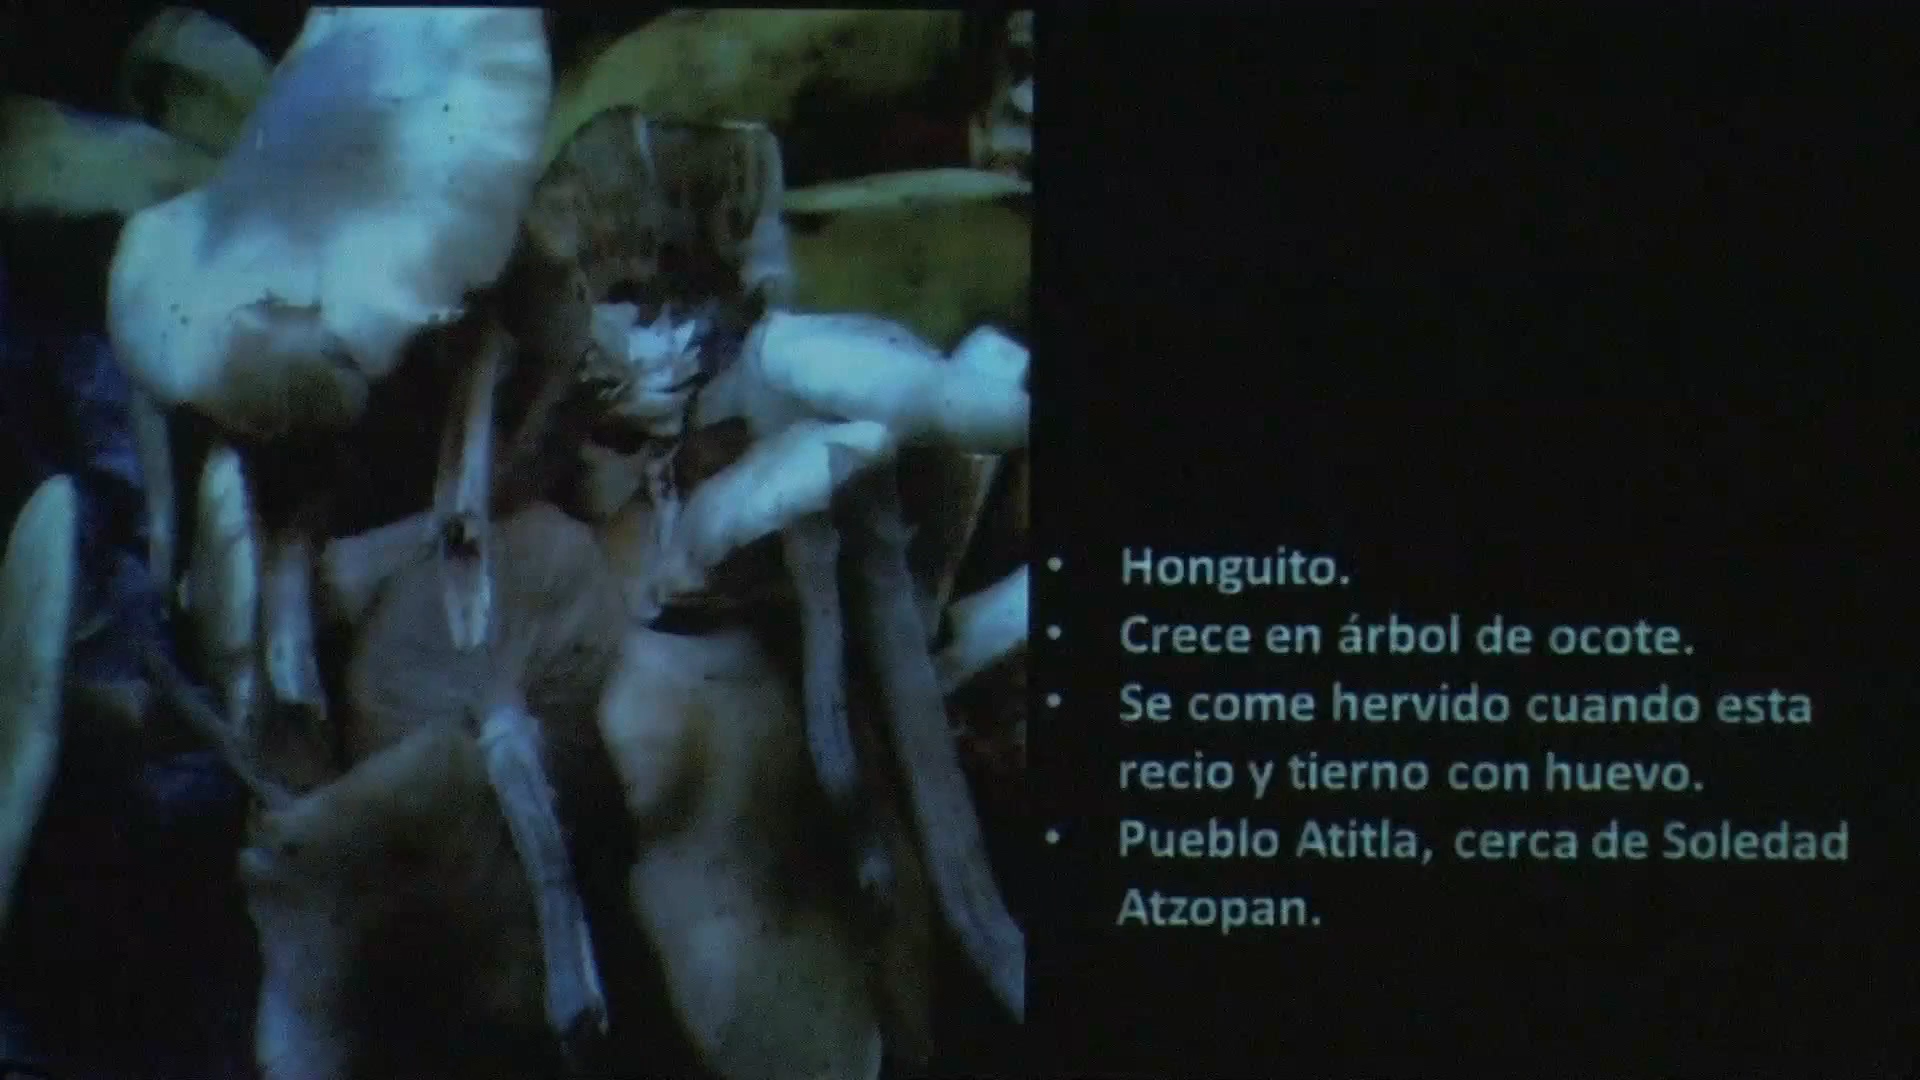 • Honguito.
• Crece en árbol de ocote.
• Se come hervido cuando esta
recio y tierno con huevo.
• Pueblo Atitla, cerca de Soledad
Atzopan.